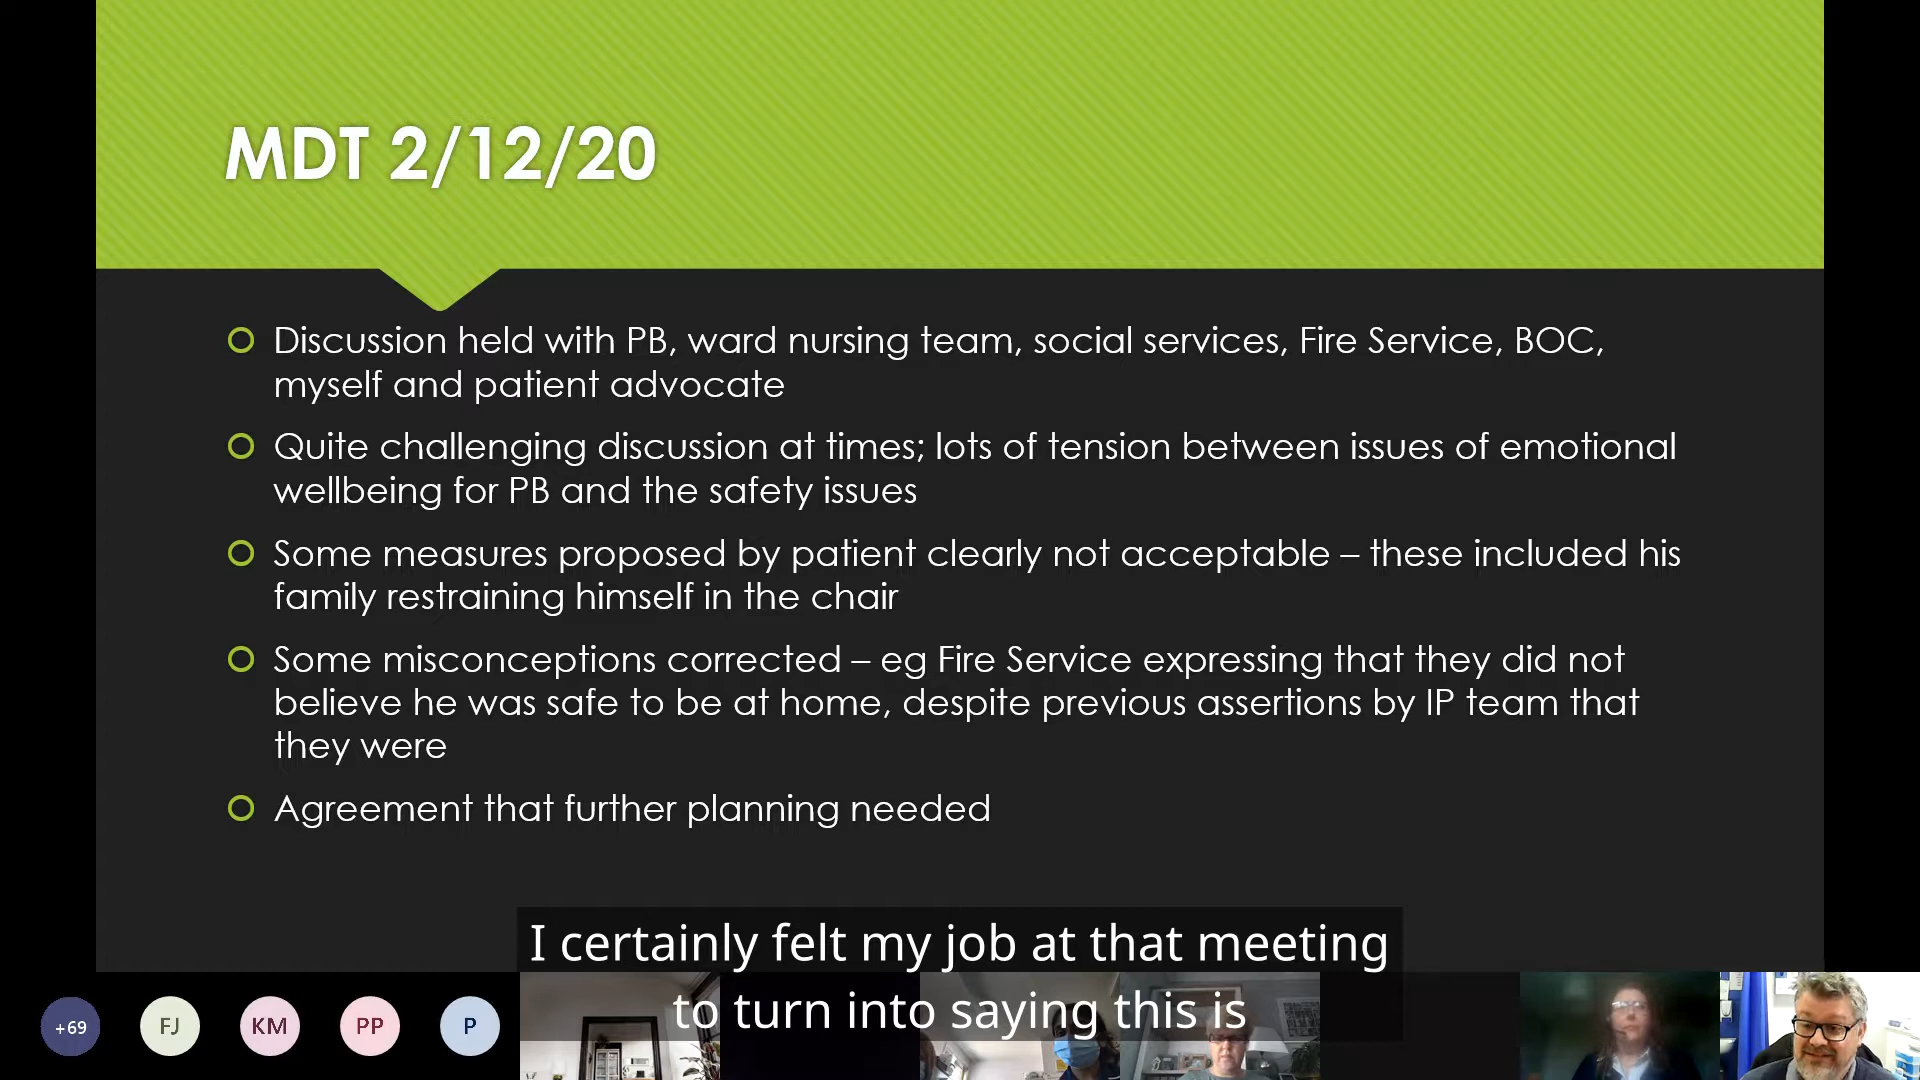 MDT 2/12/20
Discussion held with PB, ward nursing team, social services, Fire Service, BOC,
myself and patient advocate
Quite challenging discussion at times; lots of tension between issues of emotional
wellbeing for PB and the safety issues
Some measures proposed by patient clearly not acceptable – these included his
family restraining himself in the chair
Some misconceptions corrected – eg Fire Service expressing that they did not
believe he was safe to be at home, despite previous assertions by IP team that
they were
Agreement that further planning needed
I certainly felt my job at that meeting
to turn into saying this is
+69
FJ
KM
PP
P